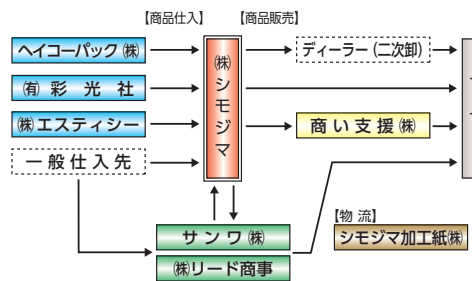 【商品仕入】 【商品販売】
ヘイコーパック㈱
㈲彩光社
㈱エスティシー
一般仕入先
㈱シモジマ
ディーラー(二次卸)
商い支援㈱
サンワ㈱
㈱リード商事
【物流】
シモジマ加工紙㈱